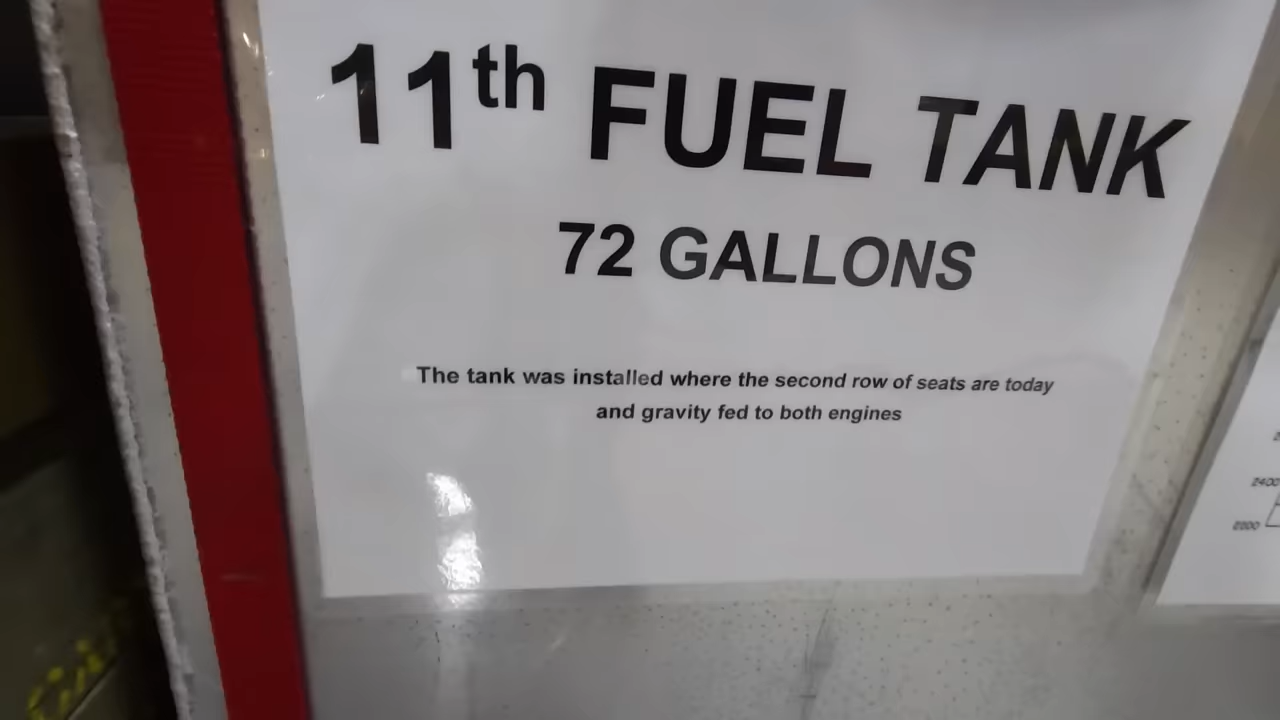 11th FUEL TANK
72 GALLONS
The tank was installed where the second row of seats are today
and gravity fed to both engines
2400